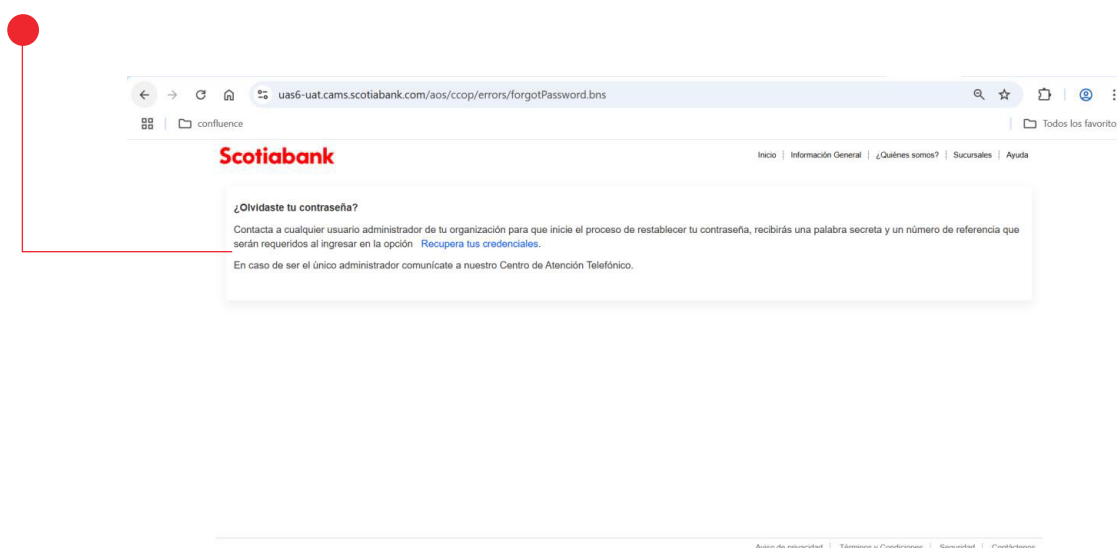 uas6-uat.cams.scotiabank.com/aos/ccop/errors/forgotPassword.bns
confluence
Todos los favorito
Scotiabank
Inicio | Información General | ¿Quiénes somos? | Sucursales | Ayuda
¿Olvidaste tu contraseña?
Contacta a cualquier usuario administrador de tu organización para que inicie el proceso de restablecer tu contraseña, recibirás una palabra secreta y un número de referencia que
serán requeridos al ingresar en la opción Recupera tus credenciales.
En caso de ser el único administrador comunícate a nuestro Centro de Atención Telefónico.
Aviso de privacidad | Términos y Condiciones | Seguridad | Contáctenos